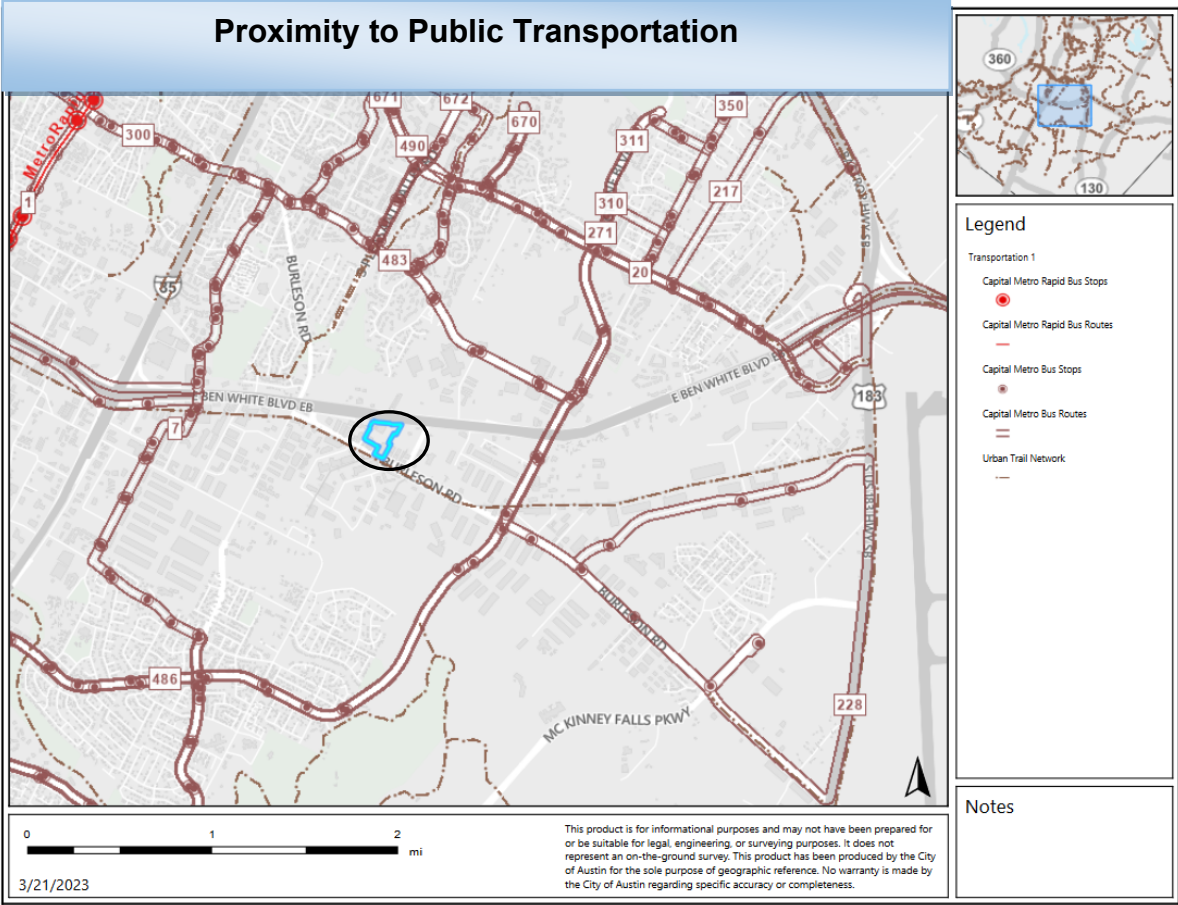 Proximity to Public Transportation
360
130
671
672
670
350
300
490
311
MetroRa
217
310
1
271
483
20
BURLESON RD
85
E BEN WHITE BLVD EB
E BEN WHITE BLVD E
183
7
BURLESON RD
BURLESON RD
486
228
MC KINNEY FALLS PKWY
Legend
Transportation 1
Capital Metro Rapid Bus Stops
Capital Metro Rapid Bus Routes
Capital Metro Bus Stops
Capital Metro Bus Routes
Urban Trail Network
Notes
0 1 2
mi
3/21/2023
This product is for informational purposes and may not have been prepared for
or be suitable for legal, engineering, or surveying purposes. It does not
represent an on-the-ground survey. This product has been produced by the City
of Austin for the sole purpose of geographic reference. No warranty is made by
the City of Austin regarding specific accuracy or completeness.